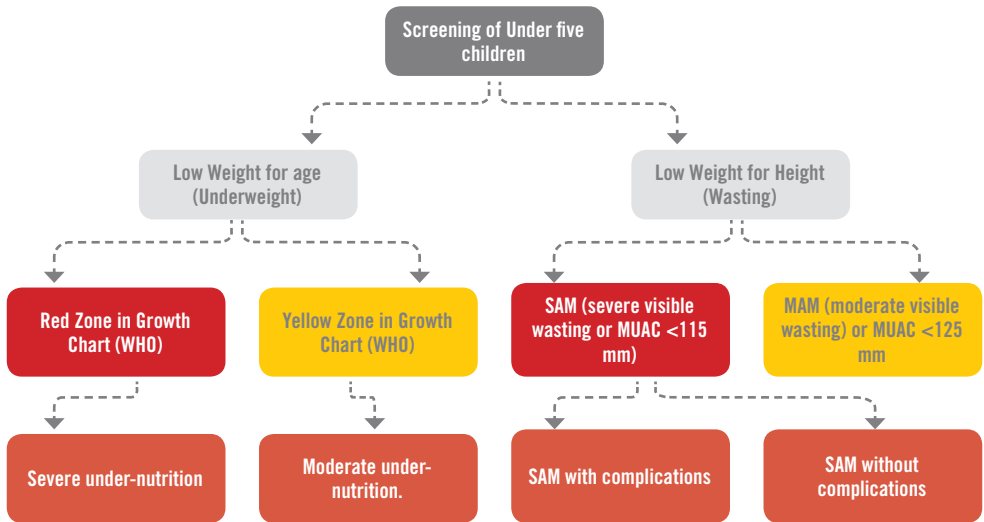 Screening of Under five
children
Low Weight for age
(Underweight)
Low Weight for Height
(Wasting)
Red Zone in Growth
Chart (WHO)
Yellow Zone in Growth
Chart (WHO)
SAM (severe visible
wasting or MUAC <115
mm)
MAM (moderate visible
wasting) or MUAC <125
mm
Severe under-nutrition
Moderate under-
nutrition.
SAM with complications
SAM without
complications